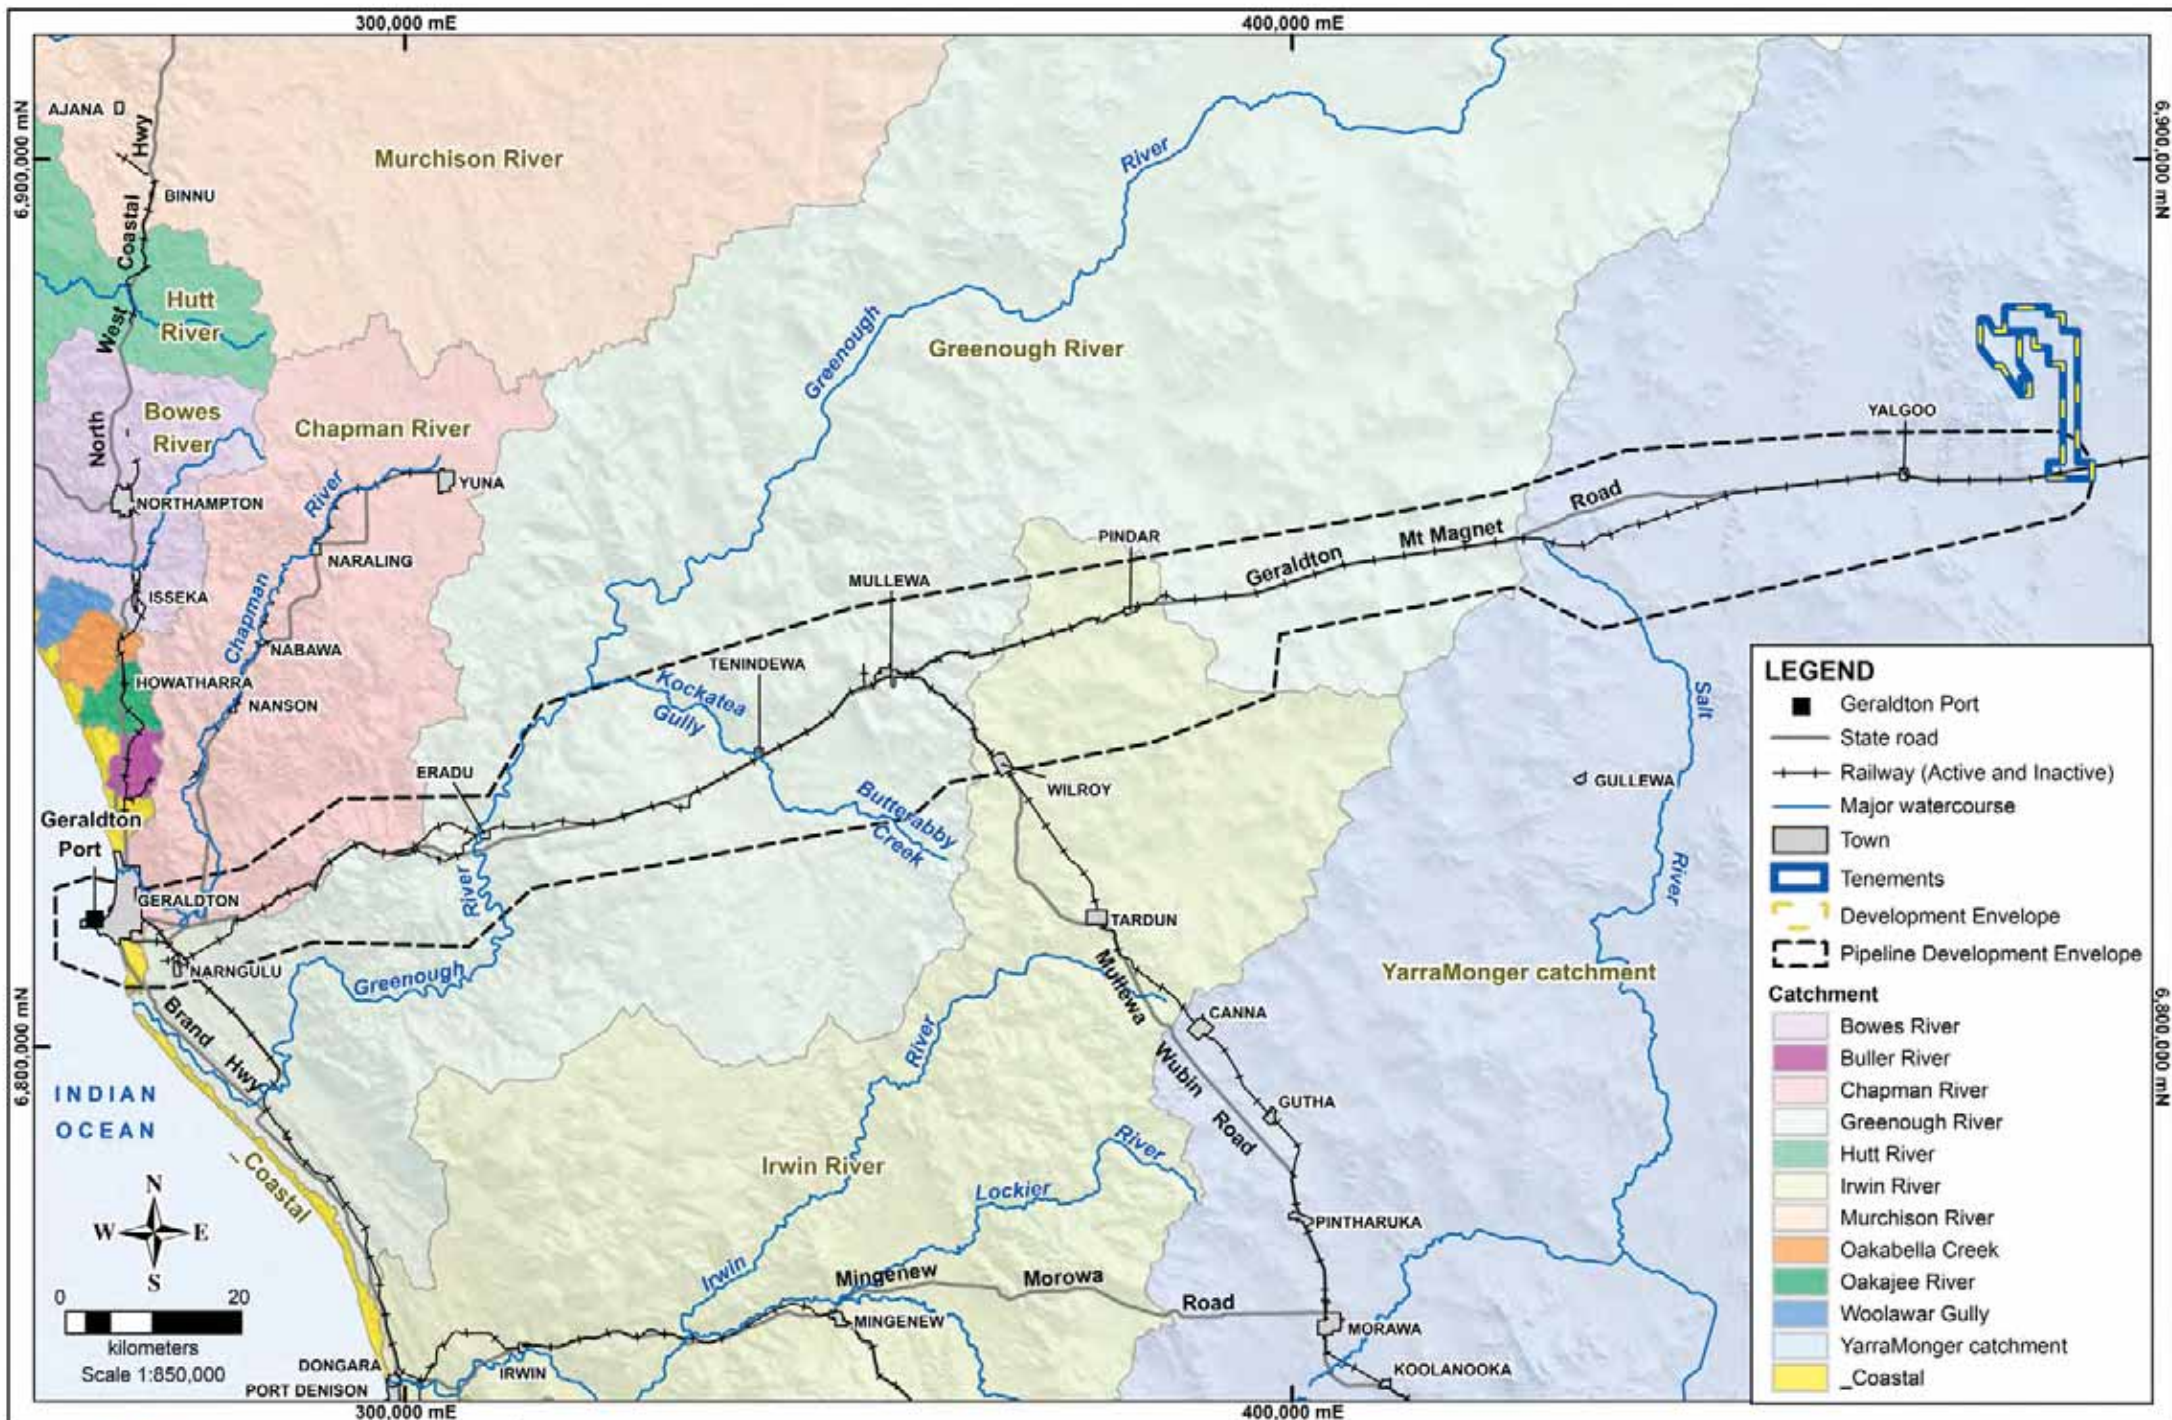 300,000 mE
400,000 mE
6,900,000 mN
6,900,000 mN
AJANA
Hwy
Murchison River
River
BINNU
Coastal
Hutt
River
West
Greenough
Greenough River
Bowes
River
Chapman River
North
YALGOO
River
YUNA
NORTHAMPTON
Road
PINDAR
Mt Magnet
NARALING
Geraldton
MULLEWA
ISSEKA
Chapman
NABAWA
TENINDEWA
Kockatea
Gully
HOWATHARRA
NANSON
Salt
ERADU
WILROY
GULLEWA
Butterabby
Creek
Geraldton
Port
River
River
GERALDTON
TARDUN
NARNGULU
Greenough
Mullewa
YarraMonger catchment
CANNA
Brand
Hwy
River
Wubin
Road
GUTHA
6,800,000 mN
6,800,000 mN
INDIAN
OCEAN
_Coastal
Irwin River
River
Lockier
PINTHARUKA
Irwin
Mingenew
Morowa
Road
MINGENEW
MORAWA
KOOLANOOKA
DONGARA
PORT DENISON
IRWIN
N
W
E
S
0
20
kilometers
Scale 1:850,000
300,000 mE
400,000 mE
LEGEND
Geraldton Port
State road
Railway (Active and Inactive)
Major watercourse
Town
Tenements
Development Envelope
Pipeline Development Envelope
Catchment
Bowes River
Buller River
Chapman River
Greenough River
Hutt River
Irwin River
Murchison River
Oakabella Creek
Oakajee River
Woolawar Gully
YarraMonger catchment
_Coastal